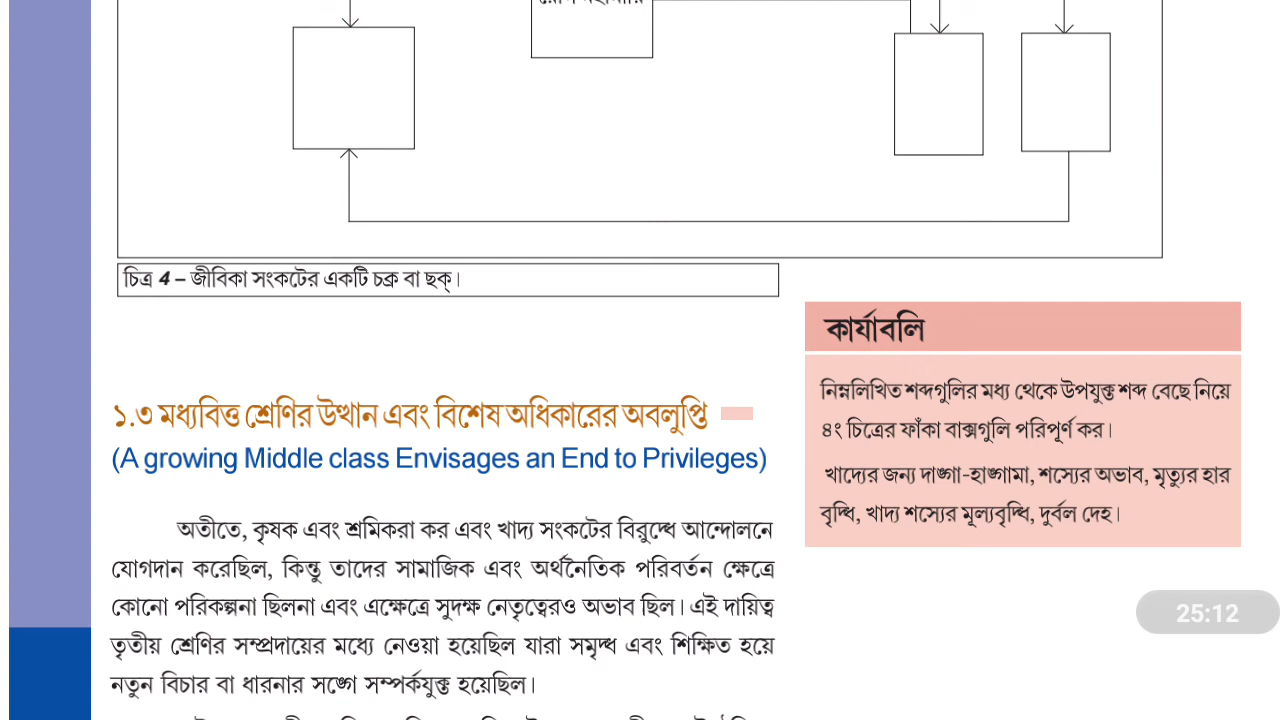 চিত্র 4 – জীবিকা সংকটের একটি চক্র বা ছক্।
কার্যাবলি
নিম্নলিখিত শব্দগুলির মধ্য থেকে উপযুক্ত শব্দ বেছে নিয়ে
৪ং চিত্রের ফাঁকা বাক্সগুলি পরিপূর্ণ কর।
খাদ্যের জন্য দাঙ্গা-হাঙ্গামা, শস্যের অভাব, মৃত্যুর হার
বৃদ্ধি, খাদ্য শস্যের মূল্যবৃদ্ধি, দুর্বল দেহ।
১.৩ মধ্যবিত্ত শ্রেণির উত্থান এবং বিশেষ অধিকারের অবলুপ্তি
(A growing Middle class Envisages an End to Privileges)
অতীতে, কৃষক এবং শ্রমিকরা কর এবং খাদ্য সংকটের বিরুদ্ধে আন্দোলনে
যোগদান করেছিল, কিন্তু তাদের সামাজিক এবং অর্থনৈতিক পরিবর্তন ক্ষেত্রে
কোনো পরিকল্পনা ছিলনা এবং এক্ষেত্রে সুদক্ষ নেতৃত্বেরও অভাব ছিল। এই দায়িত্ব
তৃতীয় শ্রেণির সম্প্রদায়ের মধ্যে নেওয়া হয়েছিল যারা সমৃদ্ধ এবং শিক্ষিত হয়ে
নতুন বিচার বা ধারনার সঙ্গে সম্পর্কযুক্ত হয়েছিল।
25:12